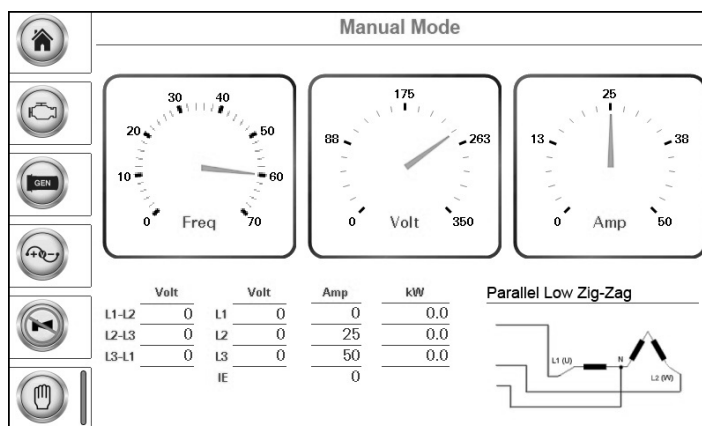 Manual Mode
GEN
0 10 20 30 40 50 60 70
Freq
0 88 175 263 350
Volt
0 13 25 38 50
Amp
Volt Volt Amp kW
L1-L2 0 L1 0 0.0
L2-L3 0 L2 0 25 0.0
L3-L1 0 L3 0 50 0.0
IE 0
Parallel Low Zig-Zag
L1 (U)
N
L2 (W)